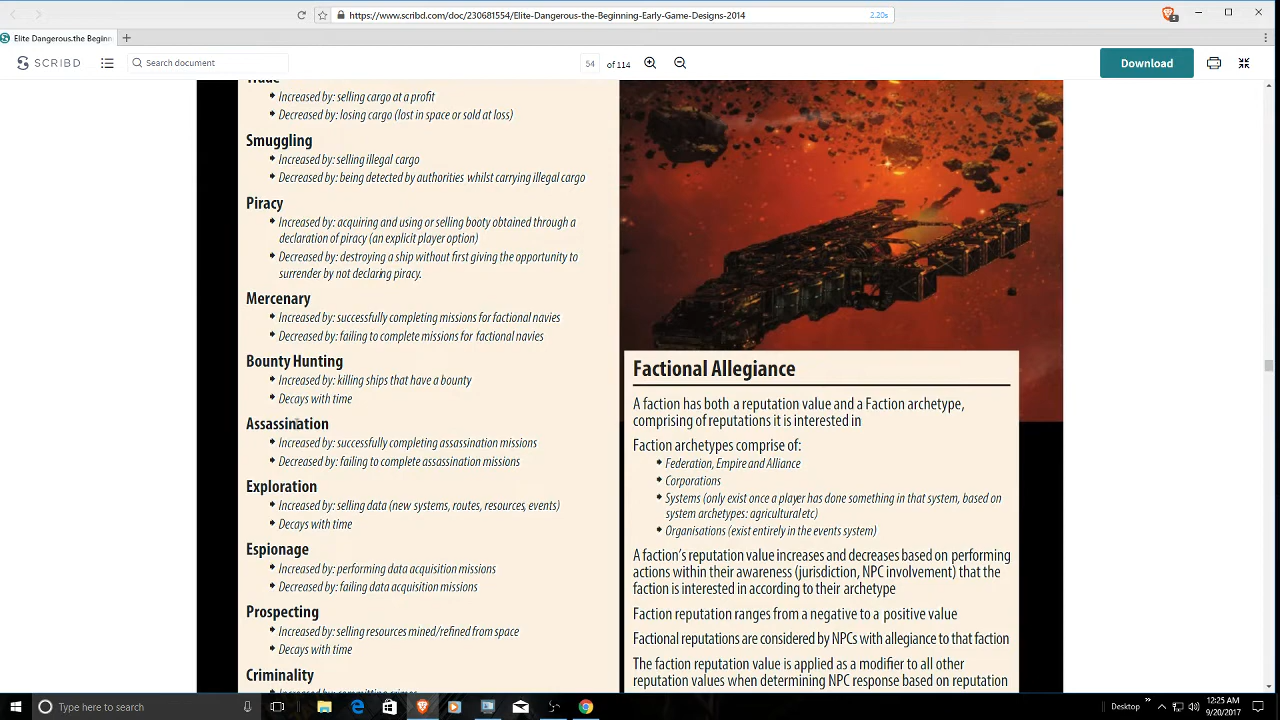 https://www.scribd.com/doc/230681554/Elite-Dangerous-the-Beginning-Early-Game-Designs-2014
2.20s
Elite Dangerous.the Beginn
SCRIBD
Search document
54 of 114
Download
Trade
Increased by: selling cargo at a profit
Decreased by: losing cargo (lost in space or sold at loss)
Smuggling
Increased by: selling illegal cargo
Decreased by: being detected by authorities whilst carrying illegal cargo
Piracy
Increased by: acquiring and using or selling booty obtained through a
declaration of piracy (an explicit player option)
Decreased by: destroying a ship without first giving the opportunity to
surrender by not declaring piracy.
Mercenary
Increased by: successfully completing missions for factional navies
Decreased by: failing to complete missions for factional navies
Bounty Hunting
Increased by: killing ships that have a bounty
Decays with time
Assassination
Increased by: successfully completing assassination missions
Decreased by: failing to complete assassination missions
Exploration
Increased by: selling data (new systems, routes, resources, events)
Decays with time
Espionage
Increased by: performing data acquisition missions
Decreased by: failing data acquisition missions
Prospecting
Increased by: selling resources mined/refined from space
Decays with time
Criminality
Increased by: committing crimes
Factional Allegiance
A faction has both a reputation value and a Faction archetype,
comprising of reputations it is interested in
Faction archetypes comprise of:
Federation, Empire and Alliance
Corporations
Systems (only exist once a player has done something in that system, based on
system archetypes: agricultural etc)
Organisations (exist entirely in the events system)
A faction's reputation value increases and decreases based on performing
actions within their awareness (jurisdiction, NPC involvement) that the
faction is interested in according to their archetype
Faction reputation ranges from a negative to a positive value
Factional reputations are considered by NPCs with allegiance to that faction
The faction reputation value is applied as a modifier to all other
reputation values when determining NPC response based on reputation
Type here to search
Desktop
12:25 AM
9/20/2017